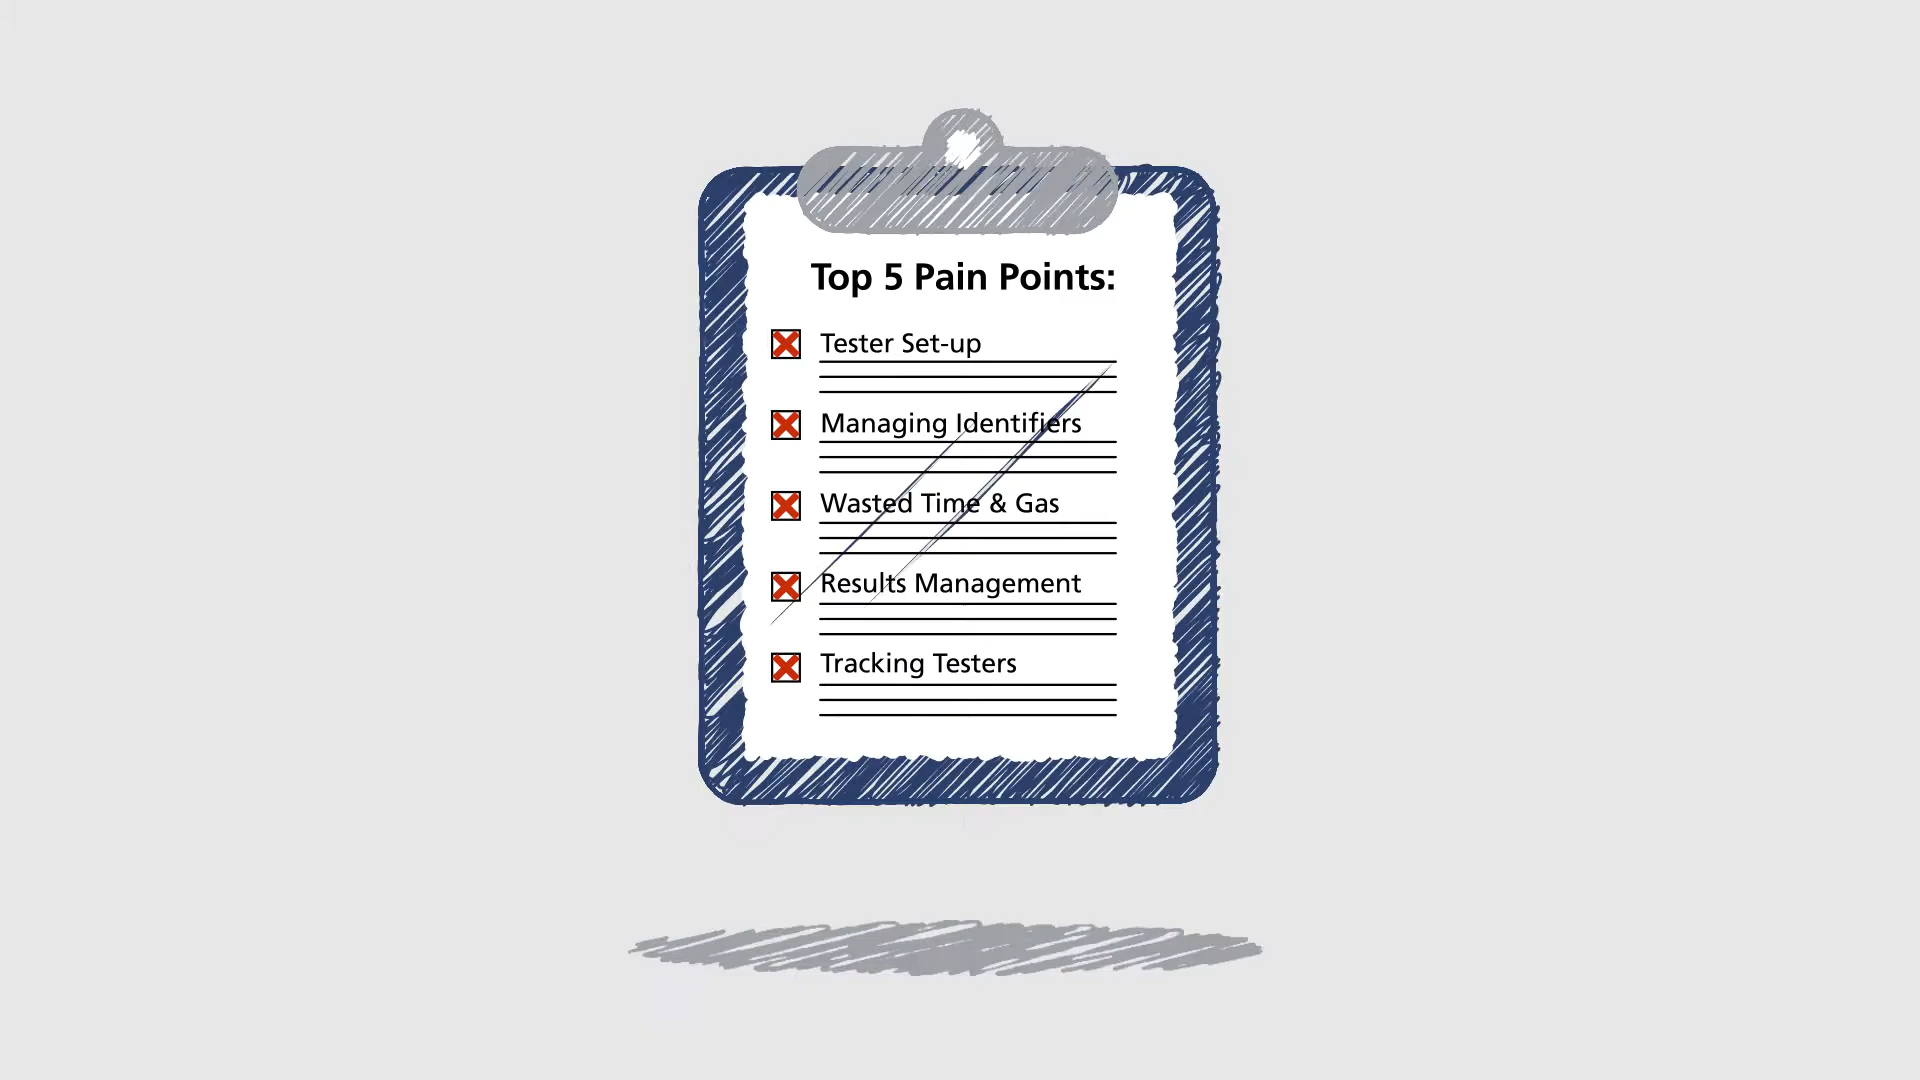 Top 5 Pain Points:
Tester Set-up
Managing Identifiers
Wasted Time & Gas
Results Management
Tracking Testers